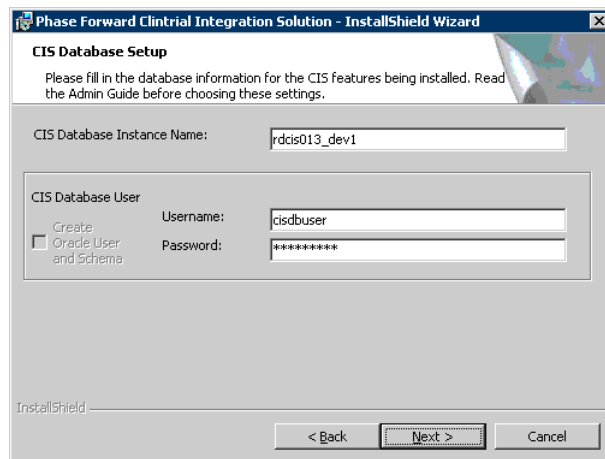 Phase Forward Clintrial Integration Solution - InstallShield Wizard
CIS Database Setup
Please fill in the database information for the CIS features being installed. Read
the Admin Guide before choosing these settings.
CIS Database Instance Name:
rdcis013_dev1
CIS Database User
Username:
cisdbuser
Create
Oracle User
and Schema
Password:
*********
InstallShield
< Back
Next >
Cancel